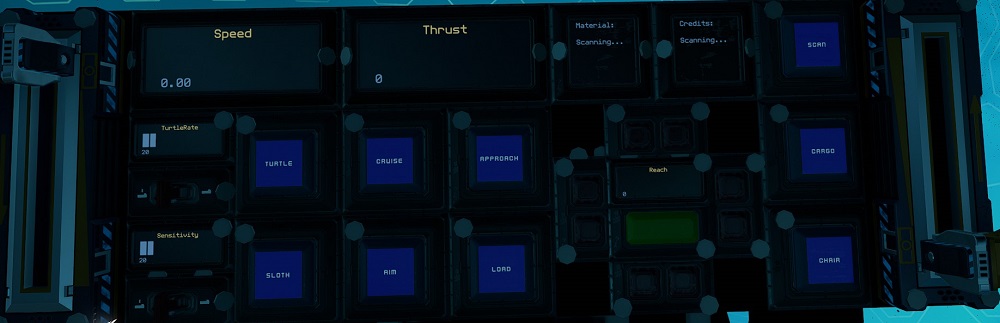 Speed
0.00
Thrust
0
Material:
Scanning...
Credits:
Scanning...
SCAN
TurtleRate
20
TURTLE
CRUISE
APPROACH
Reach
0
CARGO
Sensitivity
20
SLOTH
AIM
LOAD
CHAIR